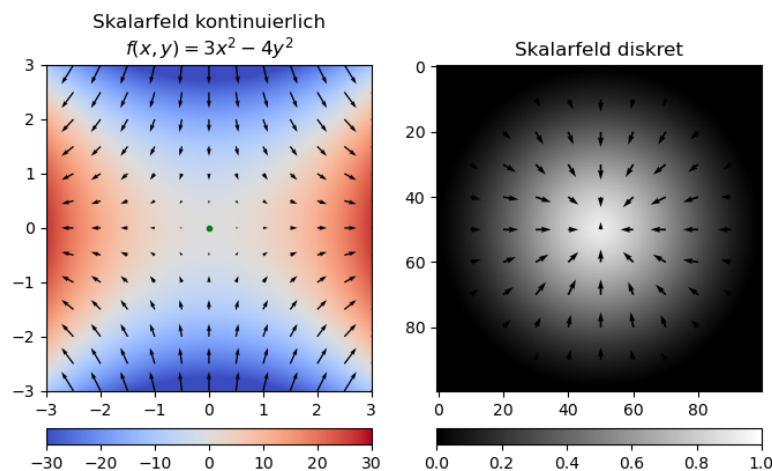 Skalarfeld kontinuierlich
f(x, y) = 3x² − 4y²
3
2
1
0
−1
−2
−3
−3 −2 −1 0 1 2 3
−30 −20 −10 0 10 20 30
Skalarfeld diskret
0
20
40
60
80
0 20 40 60 80
0.0 0.2 0.4 0.6 0.8 1.0